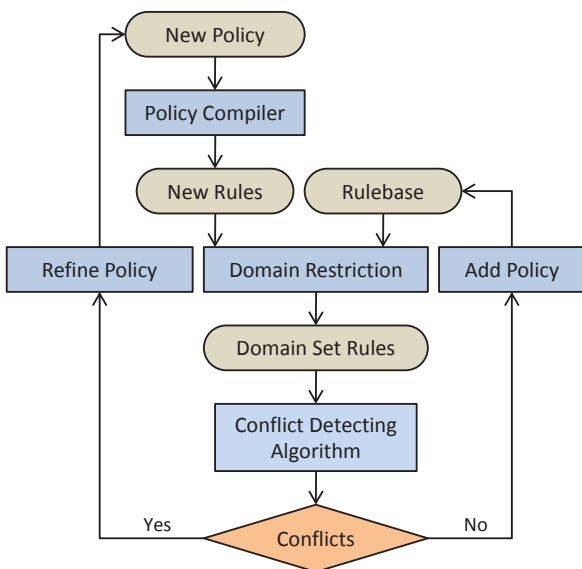 New Policy
Policy Compiler
New Rules
Rulebase
Refine Policy
Domain Restriction
Add Policy
Domain Set Rules
Conflict Detecting
Algorithm
Yes
No
Conflicts